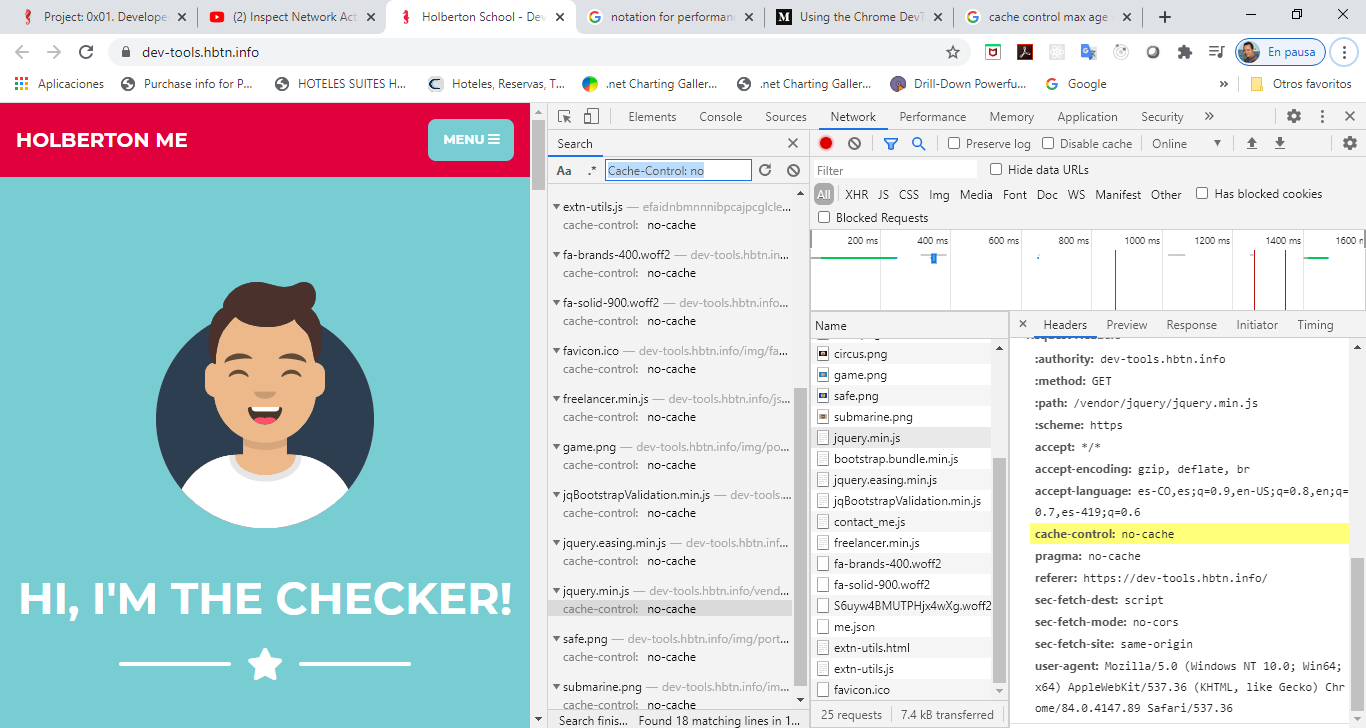 Project: 0x01. Develope
(2) Inspect Network Act
Holberton School - De
notation for performan
Using the Chrome DevT
cache control max age
dev-tools.hbtn.info
En pausa
Aplicaciones
Purchase info for P...
HOTELES SUITES H...
Hoteles, Reservas, T...
.net Charting Galler...
.net Charting Galler...
Drill-Down Powerfu...
Google
»
Otros favoritos
HOLBERTON ME
MENU
HI, I'M THE CHECKER!
Elements
Console
Sources
Network
Performance
Memory
Application
Security
»
Search
Aa
.*
Cache-Control: no
extn-utils.js — efaidnbmnnnibpcajpcglcle...
cache-control: no-cache
fa-brands-400.woff2 — dev-tools.hbtn.in...
cache-control: no-cache
fa-solid-900.woff2 — dev-tools.hbtn.info...
cache-control: no-cache
favicon.ico — dev-tools.hbtn.info/img/fa...
cache-control: no-cache
freelancer.min.js — dev-tools.hbtn.info/js...
cache-control: no-cache
game.png — dev-tools.hbtn.info/img/po...
cache-control: no-cache
jqBootstrapValidation.min.js — dev-tools...
cache-control: no-cache
jquery.easing.min.js — dev-tools.hbtn.inf...
cache-control: no-cache
jquery.min.js — dev-tools.hbtn.info/vend...
cache-control: no-cache
safe.png — dev-tools.hbtn.info/img/port...
cache-control: no-cache
submarine.png — dev-tools.hbtn.info/im...
cache-control: no-cache
Search finis... Found 18 matching lines in 1...
Preserve log
Disable cache
Online
Filter
Hide data URLs
All
XHR
JS
CSS
Img
Media
Font
Doc
WS
Manifest
Other
Has blocked cookies
Blocked Requests
200 ms
400 ms
600 ms
800 ms
1000 ms
1200 ms
1400 ms
1600 m
Name
circus.png
game.png
safe.png
submarine.png
jquery.min.js
bootstrap.bundle.min.js
jquery.easing.min.js
jqBootstrapValidation.min.js
contact_me.js
freelancer.min.js
fa-brands-400.woff2
fa-solid-900.woff2
S6uyw4BMUTPHjx4wXg.woff2
me.json
extn-utils.html
extn-utils.js
favicon.ico
25 requests
7.4 kB transferred
Headers
Preview
Response
Initiator
Timing
:authority: dev-tools.hbtn.info
:method: GET
:path: /vendor/jquery/jquery.min.js
:scheme: https
accept: */*
accept-encoding: gzip, deflate, br
accept-language: es-CO,es;q=0.9,en-US;q=0.8,en;q=
0.7,es-419;q=0.6
cache-control: no-cache
pragma: no-cache
referer: https://dev-tools.hbtn.info/
sec-fetch-dest: script
sec-fetch-mode: no-cors
sec-fetch-site: same-origin
user-agent: Mozilla/5.0 (Windows NT 10.0; Win64;
x64) AppleWebKit/537.36 (KHTML, like Gecko) Chr
ome/84.0.4147.89 Safari/537.36